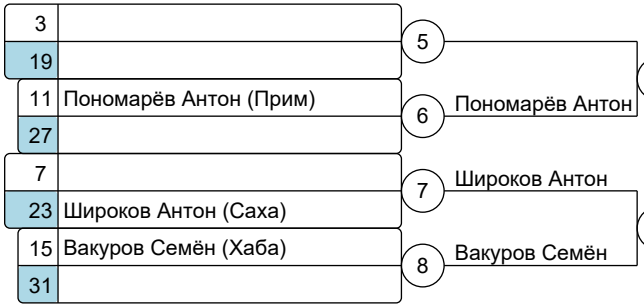 3
5
19
11 Пономарёв Антон (Прим)
6 Пономарёв Антон
27
7
7 Широков Антон
23 Широков Антон (Саха)
15 Вакуров Семён (Хаба)
8 Вакуров Семён
31